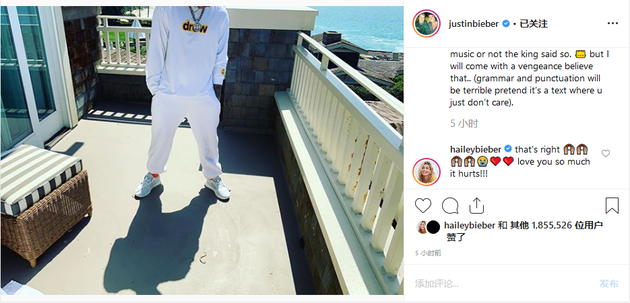 drew
justinbieber • 已关注
music or not the king said so. but I
will come with a vengeance believe
that.. (grammar and punctuation will
be terrible pretend it's a text where u
just don't care).
5 小时
haileybieber that's right
love you so much
it hurts!!!
haileybieber 和 其他 1,855,526 位用户
赞了
5 小时前
添加评论... 发布